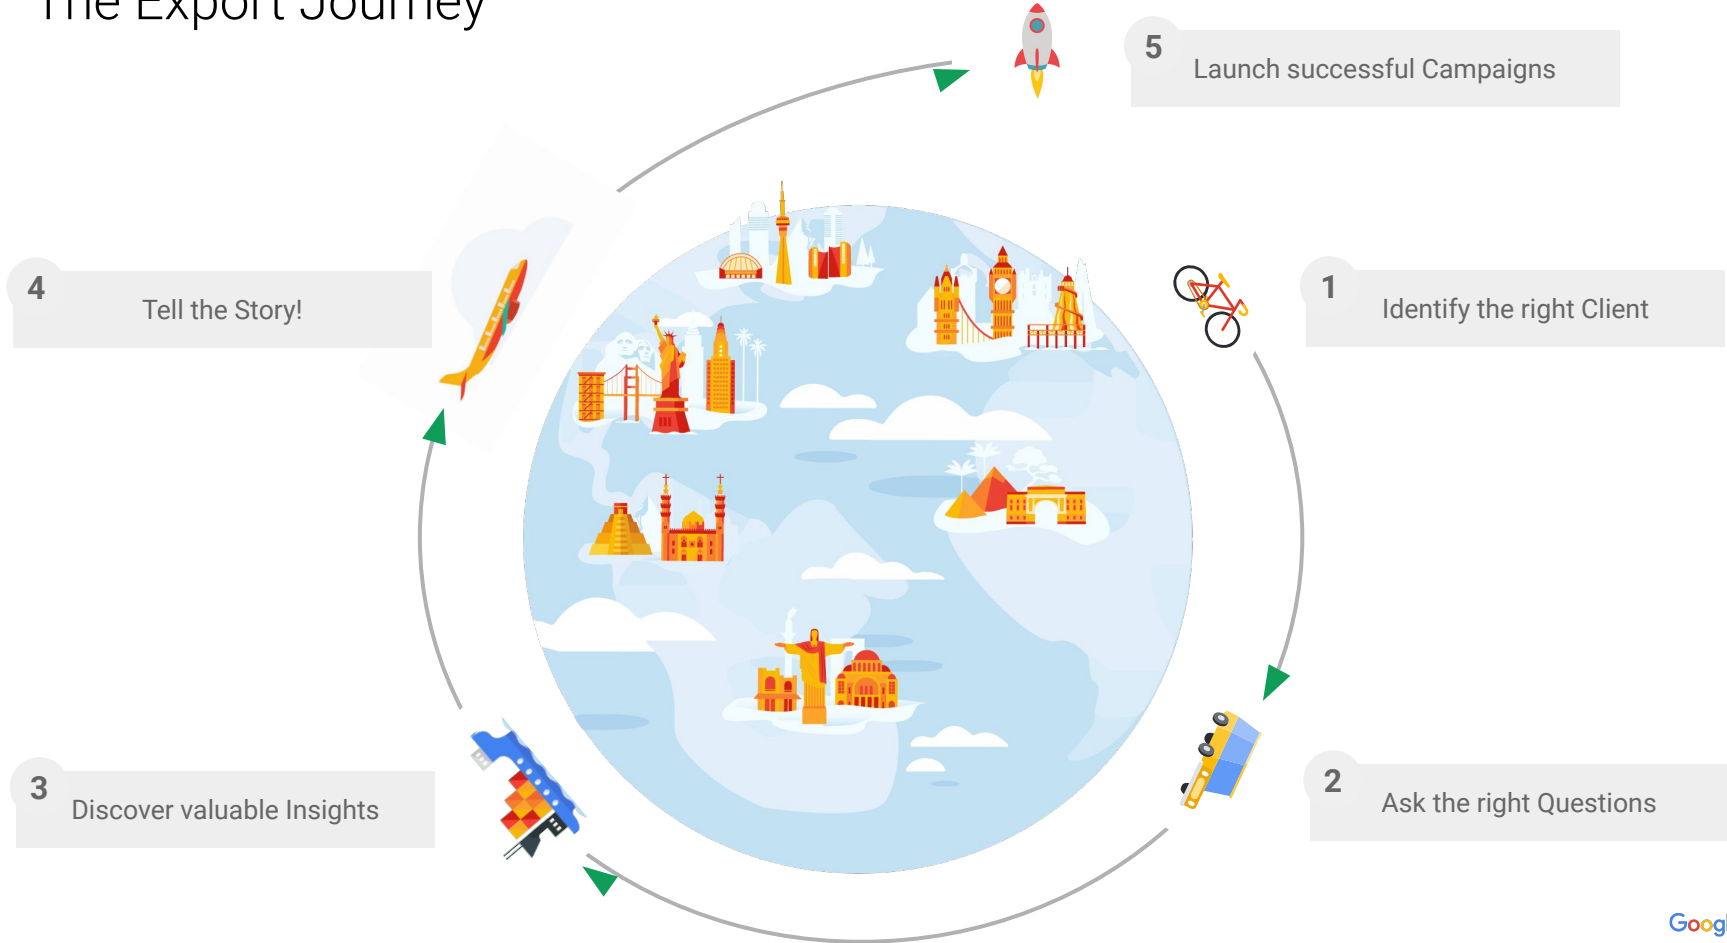 The Export Journey
5
Launch successful Campaigns
4
Tell the Story!
1
Identify the right Client
3
Discover valuable Insights
2
Ask the right Questions
Googl